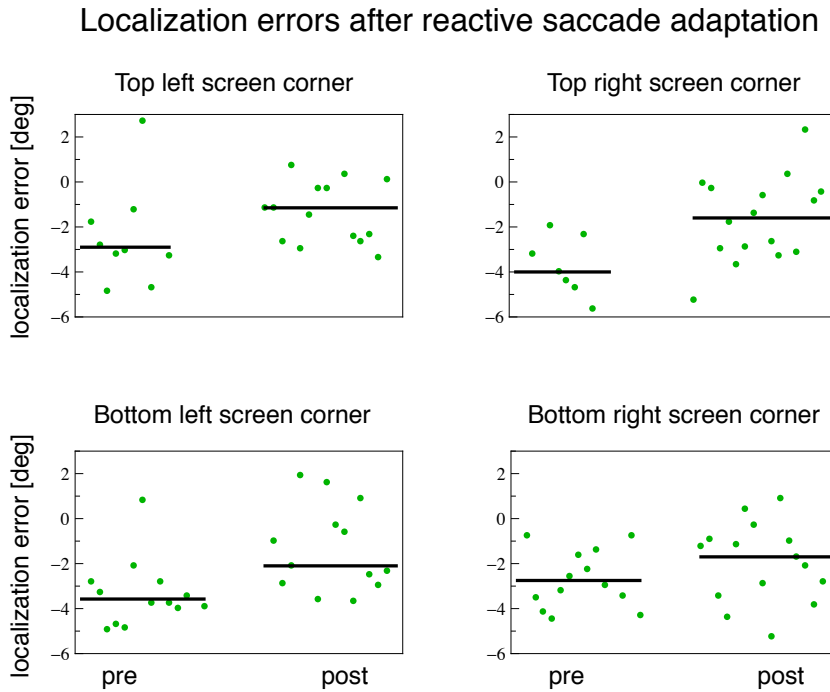 Localization errors after reactive saccade adaptation
Top left screen corner
Top right screen corner
localization error [deg]
2
0
−2
−4
−6
2
0
−2
−4
−6
Bottom left screen corner
Bottom right screen corner
localization error [deg]
2
0
−2
−4
−6
2
0
−2
−4
−6
pre
post
pre
post